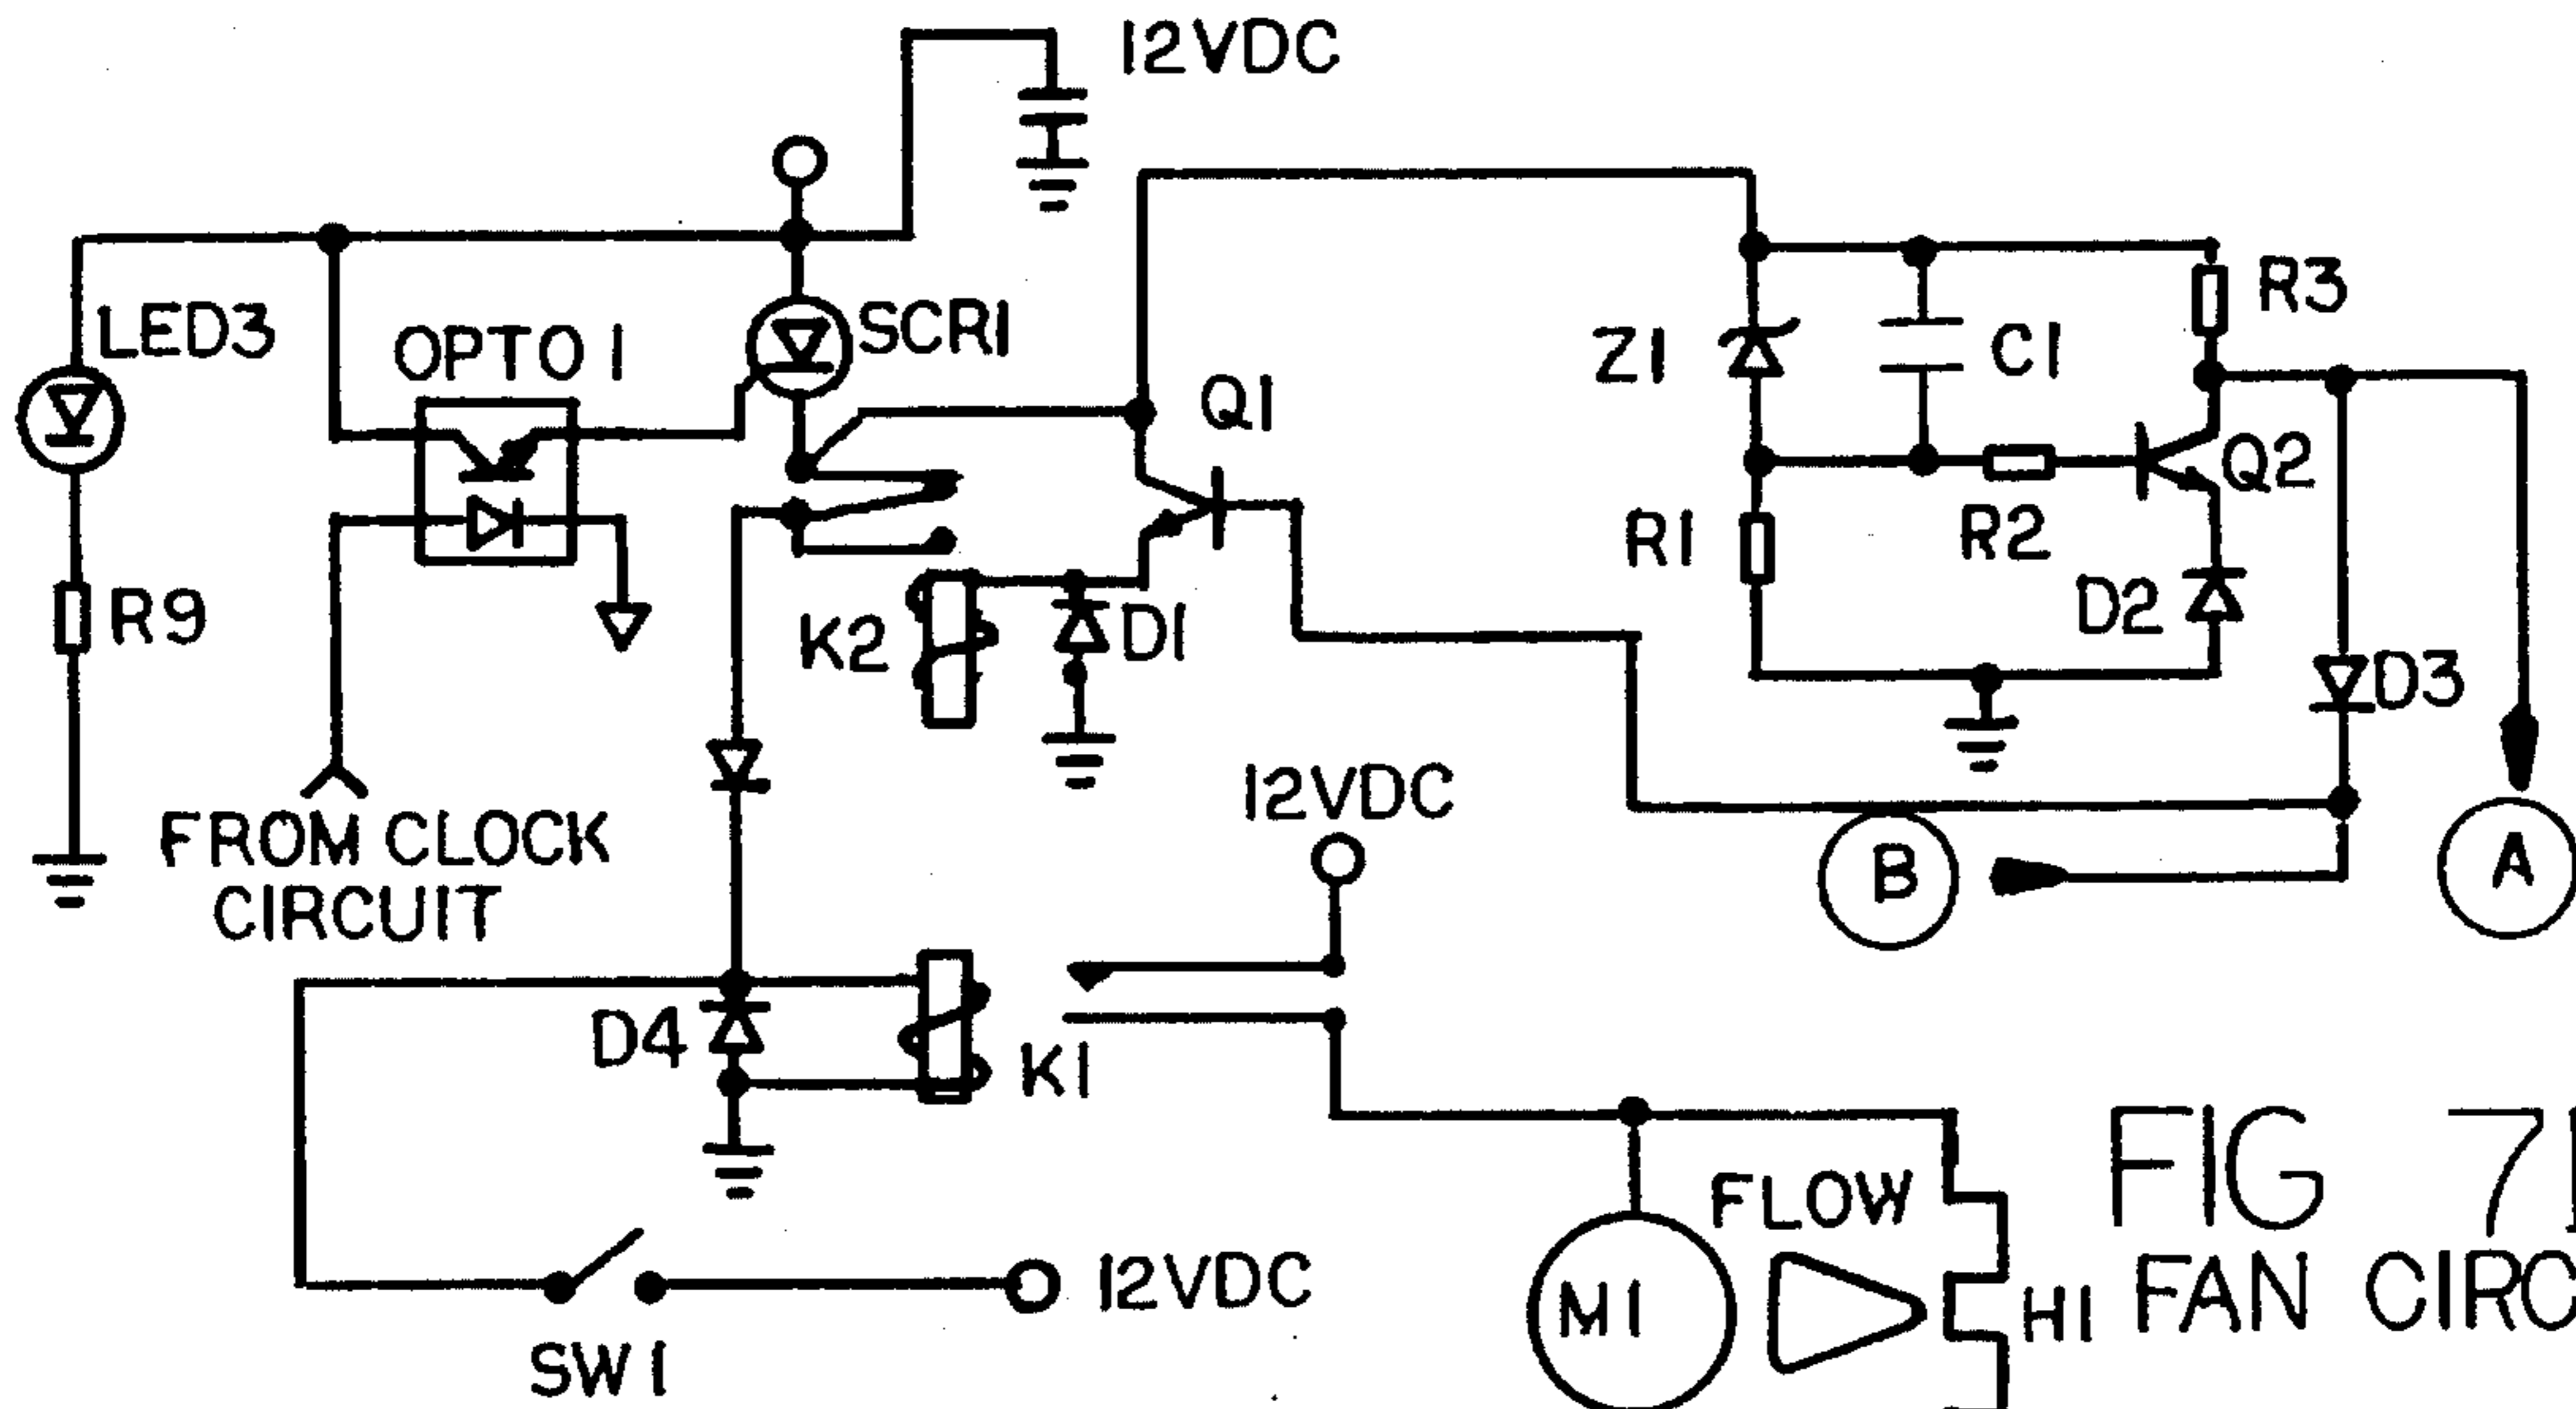 12VDC
LED3
OPTO 1
SCR1
Q1
Z1
C1
R3
Q2
R1
R2
D2
D3
R9
K2
D1
12VDC
FROM CLOCK
CIRCUIT
B
A
D4
K1
FLOW
FIG
FAN
M1
H1
12VDC
SW1